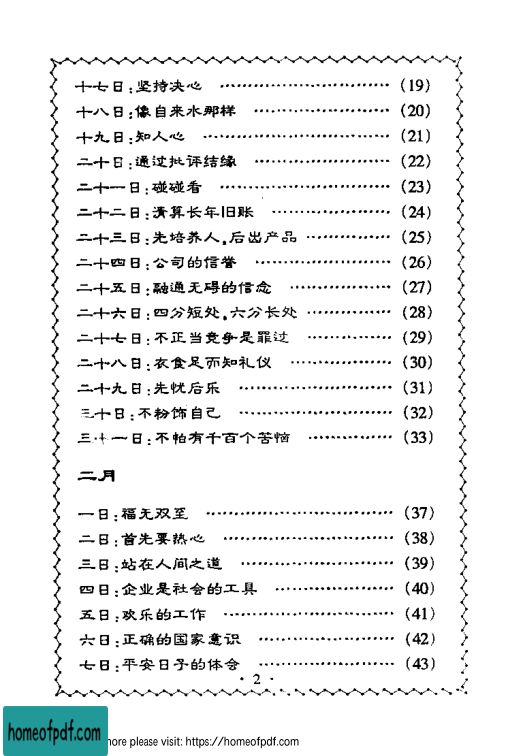 十七日:坚持决心 ………………………… (19)
十八日:像自来水那样 …………………… (20)
十九日:知人心 …………………………… (21)
二十日:通过批评结缘 …………………… (22)
二十一日:碰碰看 ………………………… (23)
二十二日:清算长年旧账 ………………… (24)
二十三日:先培养人,后出产品 …………… (25)
二十四日:公司的信誉 …………………… (26)
二十五日:融通无碍的信念 ……………… (27)
二十六日:四分短处,六分长处 …………… (28)
二十七日:不正当竞争是罪过 …………… (29)
二十八日:衣食足而知礼仪 ……………… (30)
二十九日:先忧后乐 ……………………… (31)
三十日:不粉饰自己 ……………………… (32)
三十一日:不怕有千百个苦恼 …………… (33)
二月
一日:福无双至 …………………………… (37)
二日:首先要热心 ………………………… (38)
三日:站在人间之道 ……………………… (39)
四日:企业是社会的工具 ………………… (40)
五日:欢乐的工作 ………………………… (41)
六日:正确的国家意识 …………………… (42)
七日:平安日子的体会 …………………… (43)
· 2 ·
homeofpdf.com
more please visit: https://homeofpdf.com